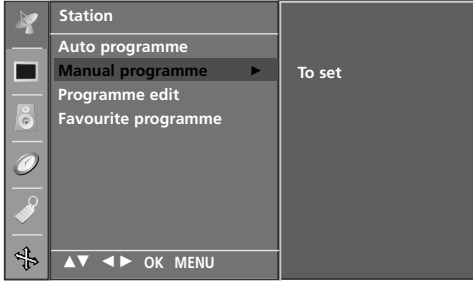 Station
Auto programme
Manual programme ►
To set
Programme edit
Favourite programme
▲▼ ◄► OK MENU